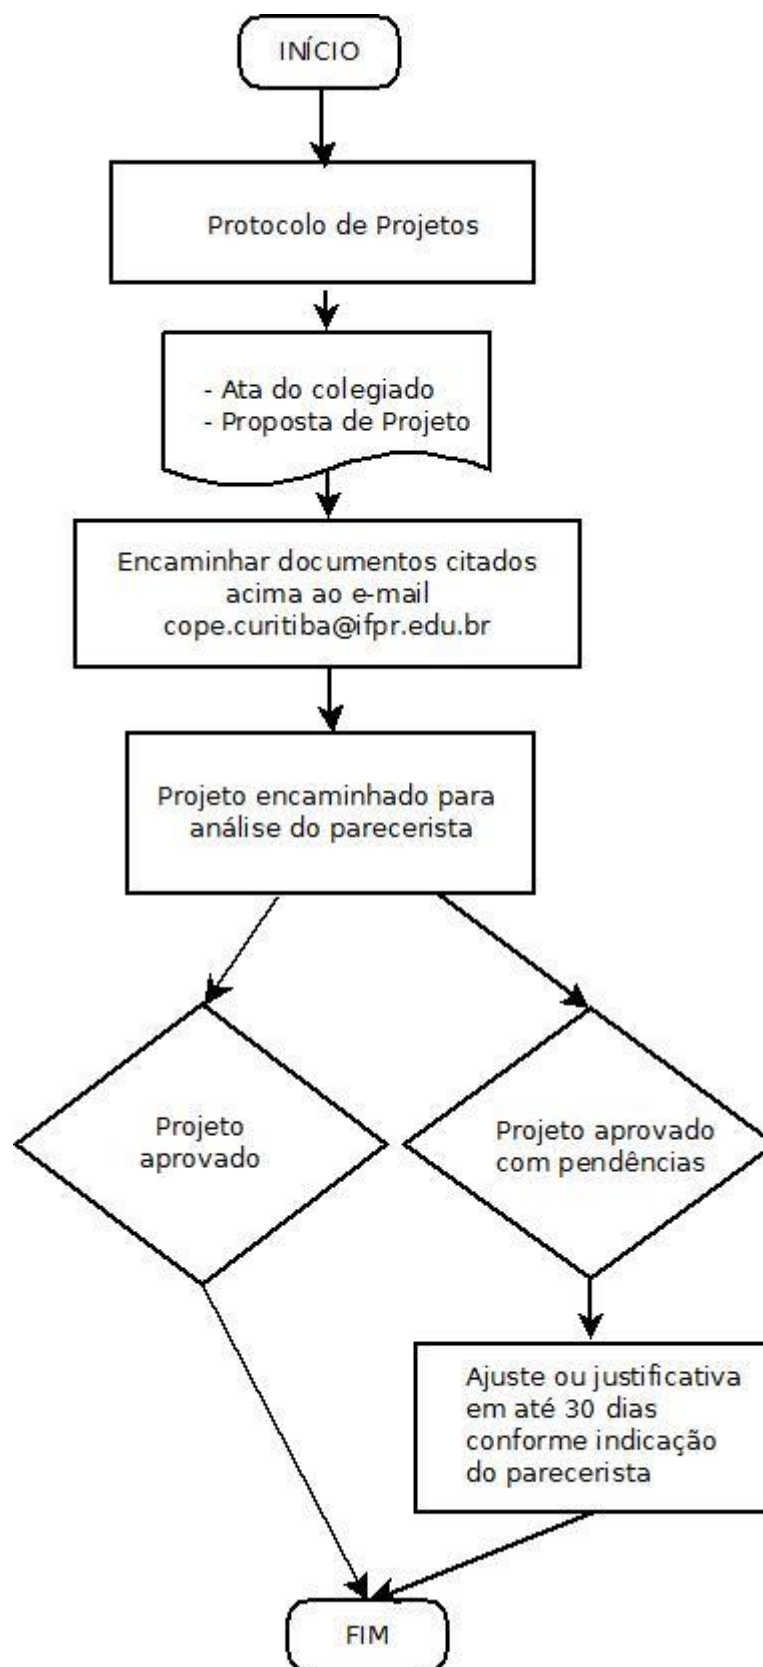 INÍCIO
Protocolo de Projetos
- Ata do colegiado
- Proposta de Projeto
Encaminhar documentos citados
acima ao e-mail
cope.curitiba@ifpr.edu.br
Projeto encaminhado para
análise do parecerista
Projeto
aprovado
Projeto aprovado
com pendências
Ajuste ou justificativa
em até 30 dias
conforme indicação
do parecerista
FIM